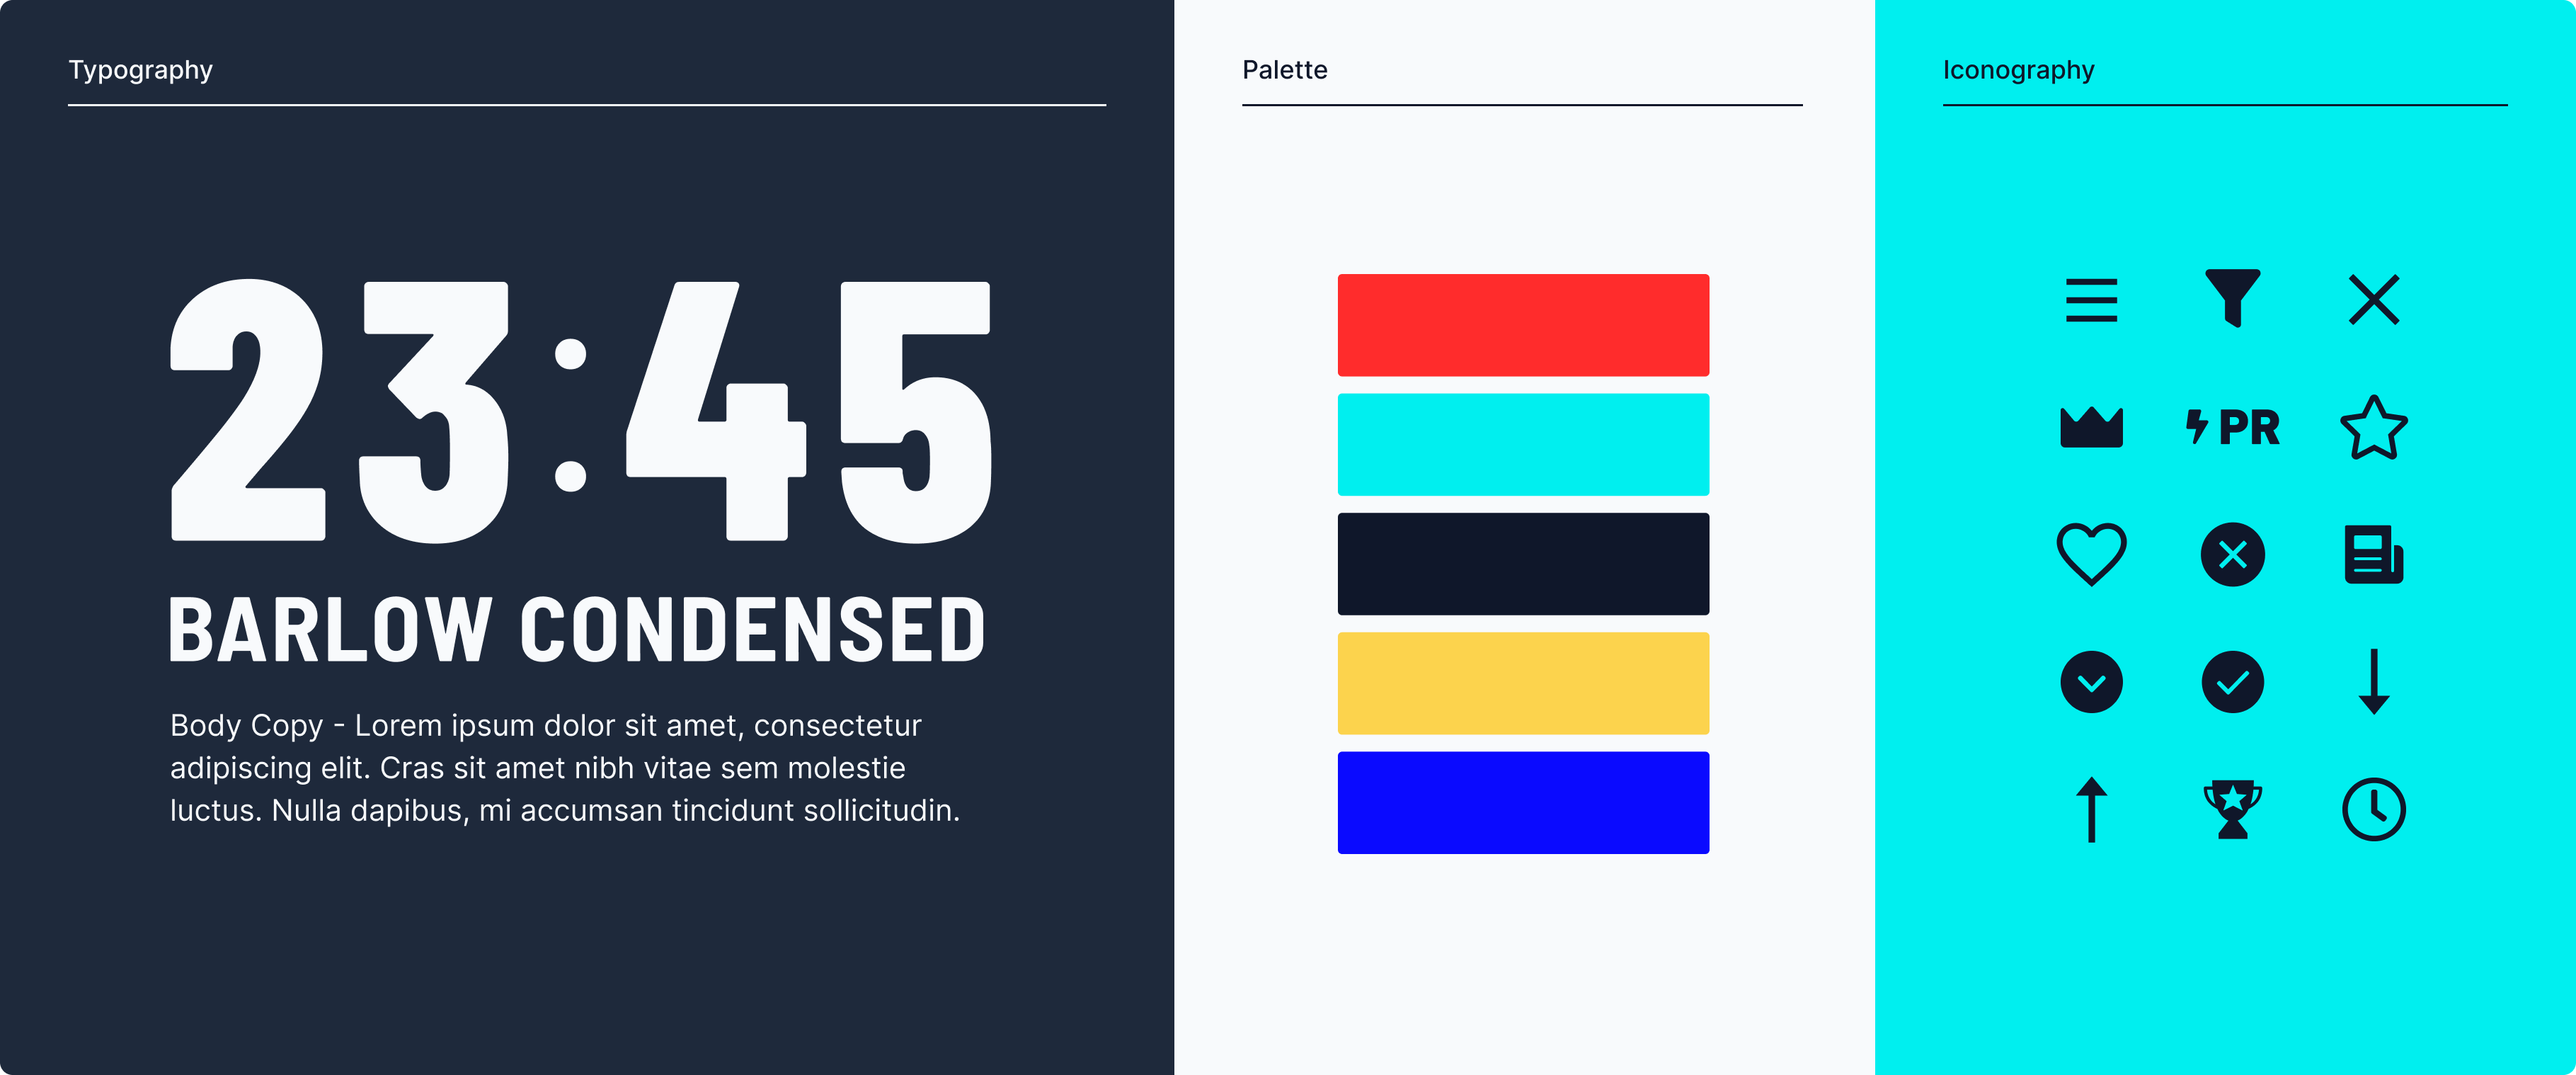 Typography
23:45
BARLOW CONDENSED
Body Copy - Lorem ipsum dolor sit amet, consectetur
adipiscing elit. Cras sit amet nibh vitae sem molestie
luctus. Nulla dapibus, mi accumsan tincidunt sollicitudin.
Palette
Iconography
PR